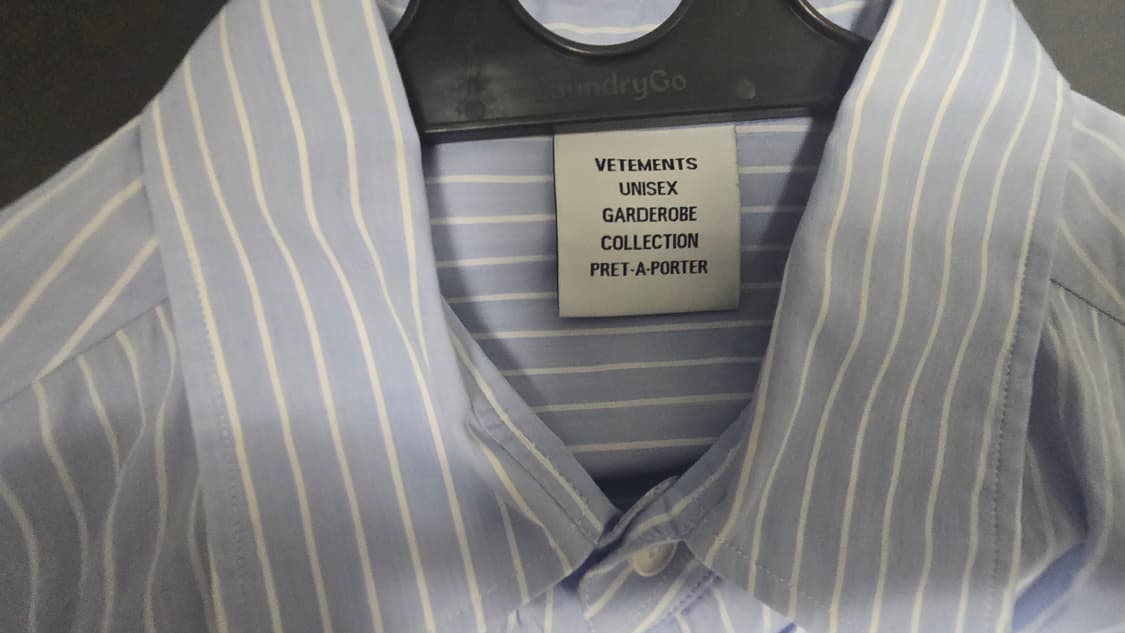 VETEMENTS
UNISEX
GARDEROBE
COLLECTION
PRET-A-PORTER